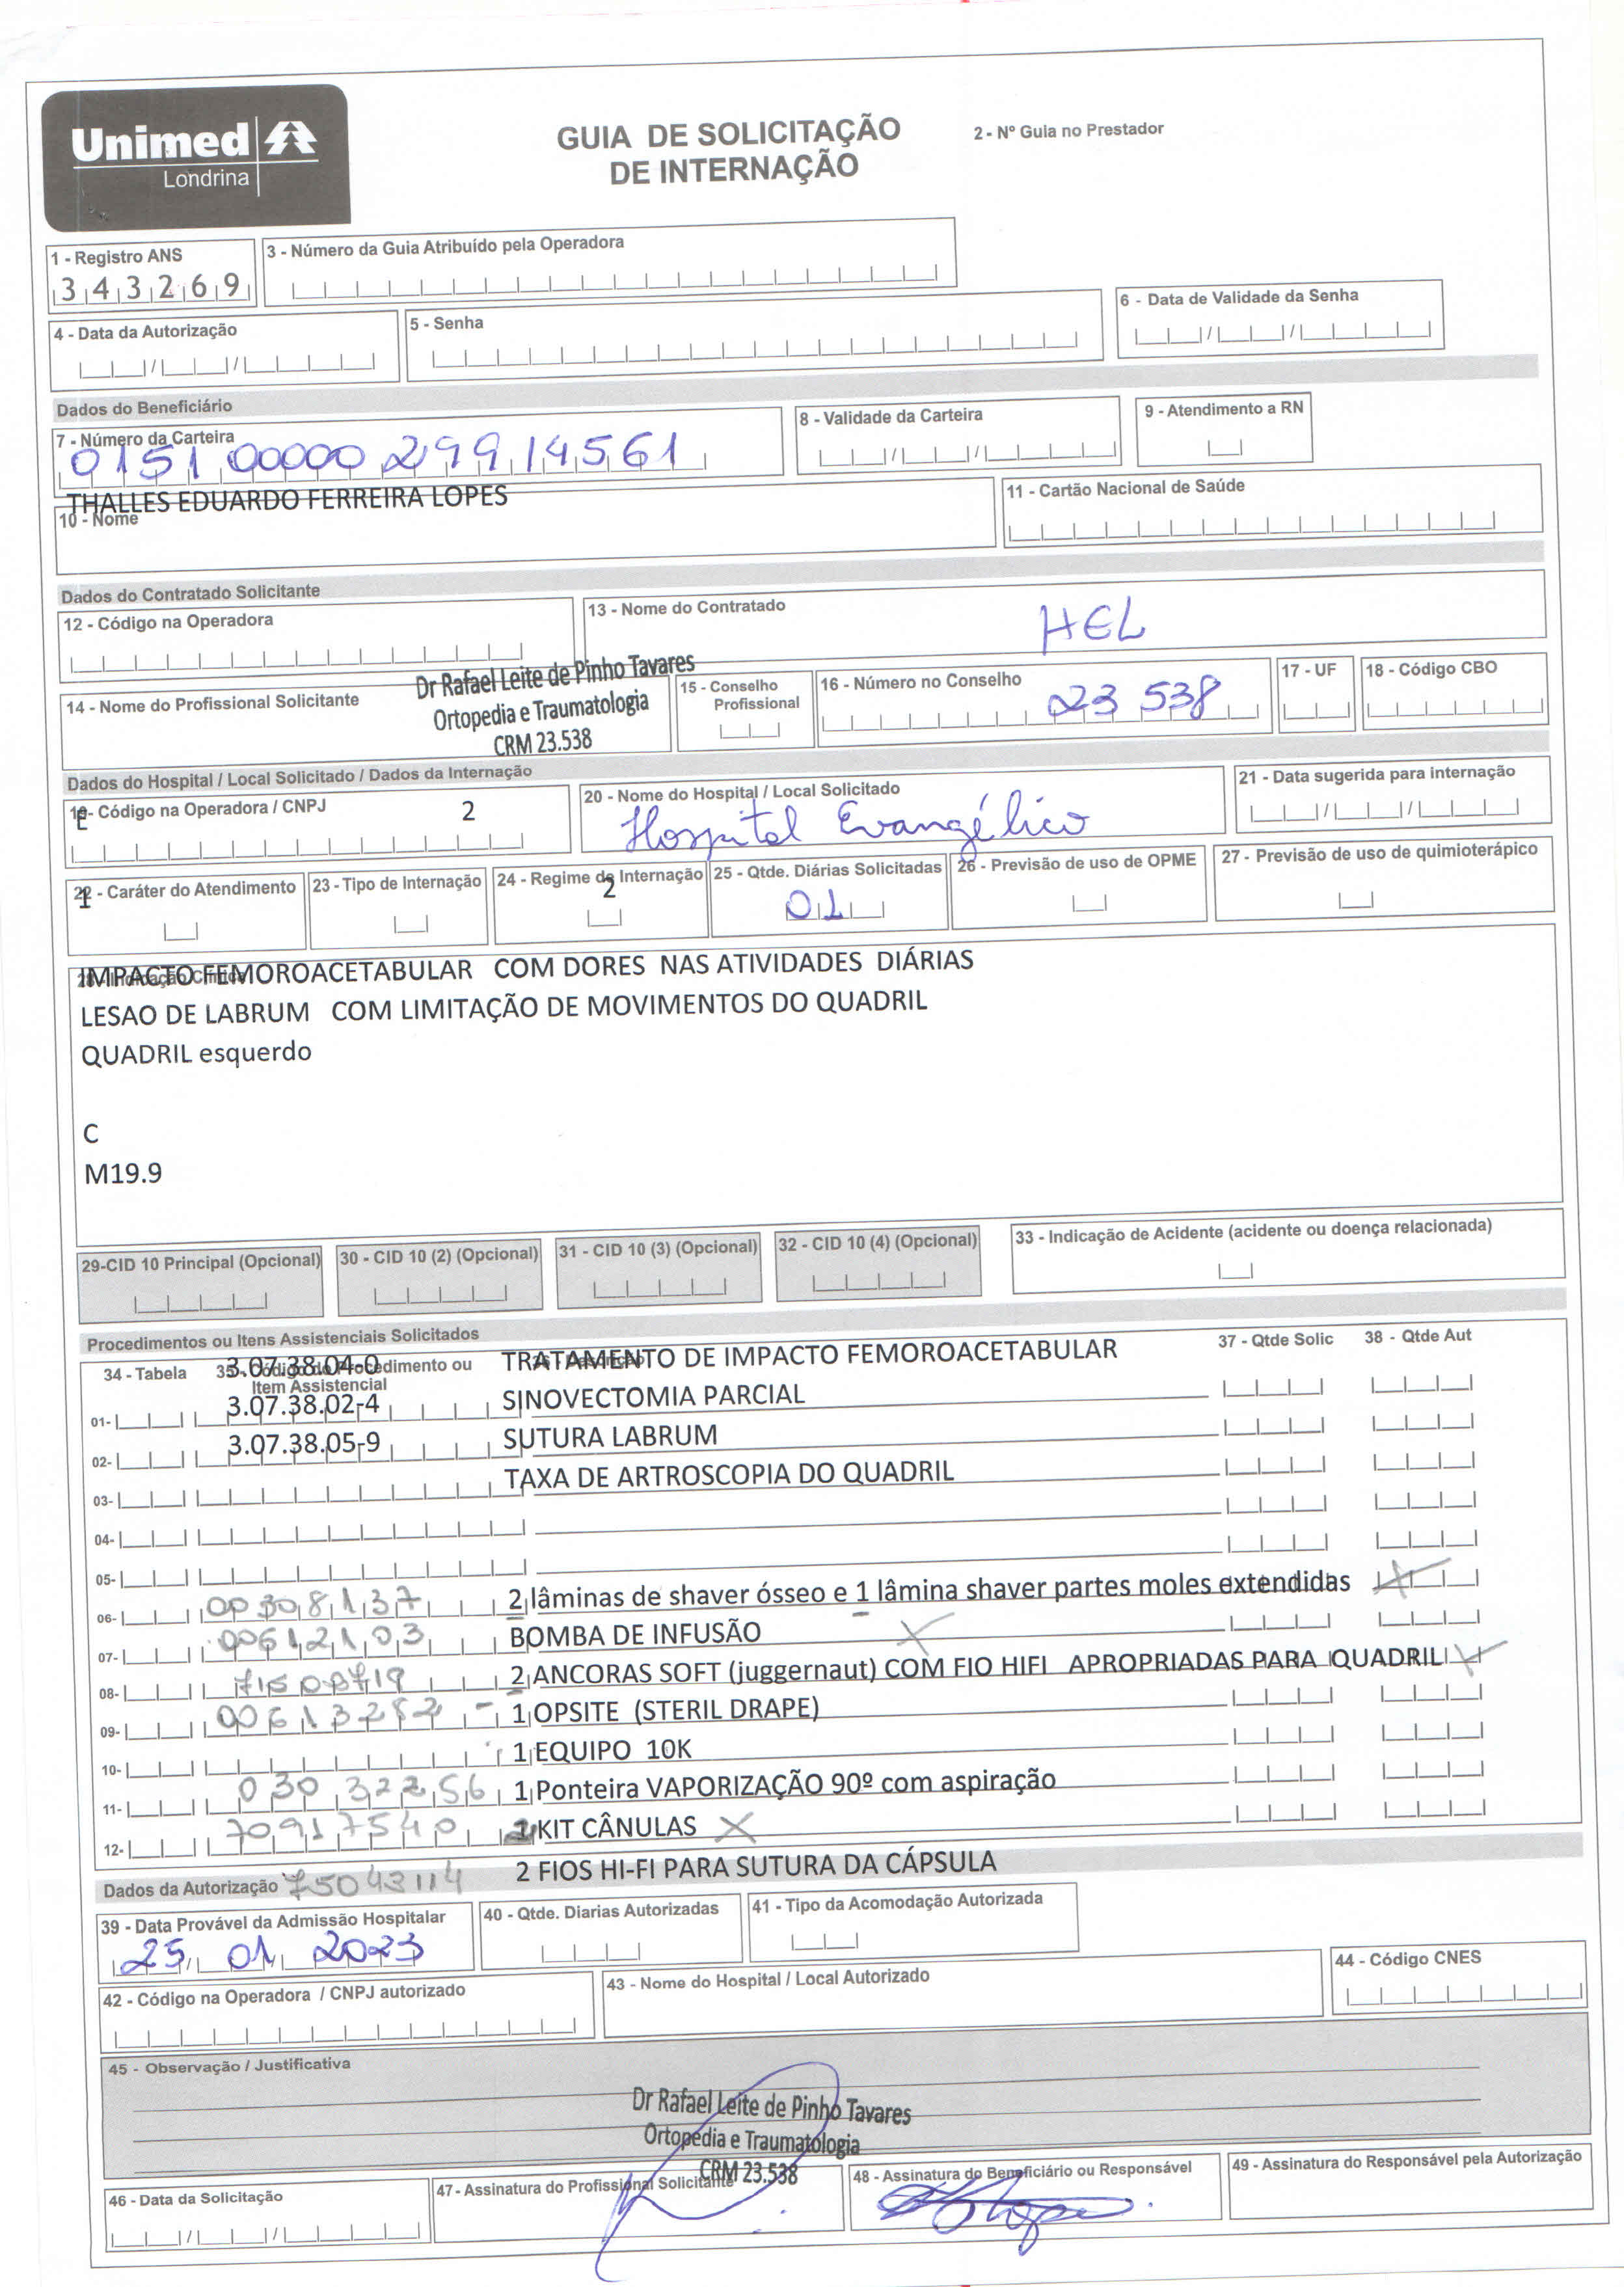 Unimed
Londrina
GUIA DE SOLICITAÇÃO
DE INTERNAÇÃO
2 - Nº Guia no Prestador
1 - Registro ANS
343269
3 - Número da Guia Atribuído pela Operadora
4 - Data da Autorização
5 - Senha
6 - Data de Validade da Senha
Dados do Beneficiário
7 - Número da Carteira
0151 00000 29914561
8 - Validade da Carteira
9 - Atendimento a RN
THALLES EDUARDO FERREIRA LOPES
10 - Nome
11 - Cartão Nacional de Saúde
Dados do Contratado Solicitante
12 - Código na Operadora
13 - Nome do Contratado
HEL
14 - Nome do Profissional Solicitante
Dr Rafael Leite de Pinho Tavares
Ortopedia e Traumatologia
CRM 23.538
15 - Conselho
Profissional
16 - Número no Conselho
23 538
17 - UF
18 - Código CBO
Dados do Hospital / Local Solicitado / Dados da Internação
19 - Código na Operadora / CNPJ
E
2
20 - Nome do Hospital / Local Solicitado
Hospital Evangélico
21 - Data sugerida para internação
22 - Caráter do Atendimento
1
23 - Tipo de Internação
24 - Regime de Internação
2
25 - Qtde. Diárias Solicitadas
01
26 - Previsão de uso de OPME
27 - Previsão de uso de quimioterápico
28 - Indicação Clínica
IMPACTO FEMOROACETABULAR COM DORES NAS ATIVIDADES DIÁRIAS
LESAO DE LABRUM COM LIMITAÇÃO DE MOVIMENTOS DO QUADRIL
QUADRIL esquerdo
C
M19.9
29-CID 10 Principal (Opcional)
30 - CID 10 (2) (Opcional)
31 - CID 10 (3) (Opcional)
32 - CID 10 (4) (Opcional)
33 - Indicação de Acidente (acidente ou doença relacionada)
Procedimentos ou Itens Assistenciais Solicitados
34 - Tabela
35 - Código do Procedimento ou
Item Assistencial
36 - Descrição
37 - Qtde Solic
38 - Qtde Aut
3.07.38.04-0 TRATAMENTO DE IMPACTO FEMOROACETABULAR
01- 3.07.38.02-4 SINOVECTOMIA PARCIAL
02- 3.07.38.05-9 SUTURA LABRUM
03- TAXA DE ARTROSCOPIA DO QUADRIL
04-
05-
06- 00308137 2 lâminas de shaver ósseo e 1 lâmina shaver partes moles extendidas
07- 00612103 BOMBA DE INFUSÃO X
08- 71509719 2 ANCORAS SOFT (juggernaut) COM FIO HIFI APROPRIADAS PARA QUADRIL
09- 00613282 - 1 OPSITE (STERIL DRAPE)
10- 1 EQUIPO 10K
11- 030 32256 1 Ponteira VAPORIZAÇÃO 90º com aspiração
12- 70917540 KIT CÂNULAS X
Dados da Autorização
75043114 2 FIOS HI-FI PARA SUTURA DA CÁPSULA
39 - Data Provável da Admissão Hospitalar
25 01 2023
40 - Qtde. Diarias Autorizadas
41 - Tipo da Acomodação Autorizada
42 - Código na Operadora / CNPJ autorizado
43 - Nome do Hospital / Local Autorizado
44 - Código CNES
45 - Observação / Justificativa
Dr Rafael Leite de Pinho Tavares
Ortopedia e Traumatologia
CRM 23.538
46 - Data da Solicitação
47 - Assinatura do Profissional Solicitante
48 - Assinatura do Beneficiário ou Responsável
49 - Assinatura do Responsável pela Autorização